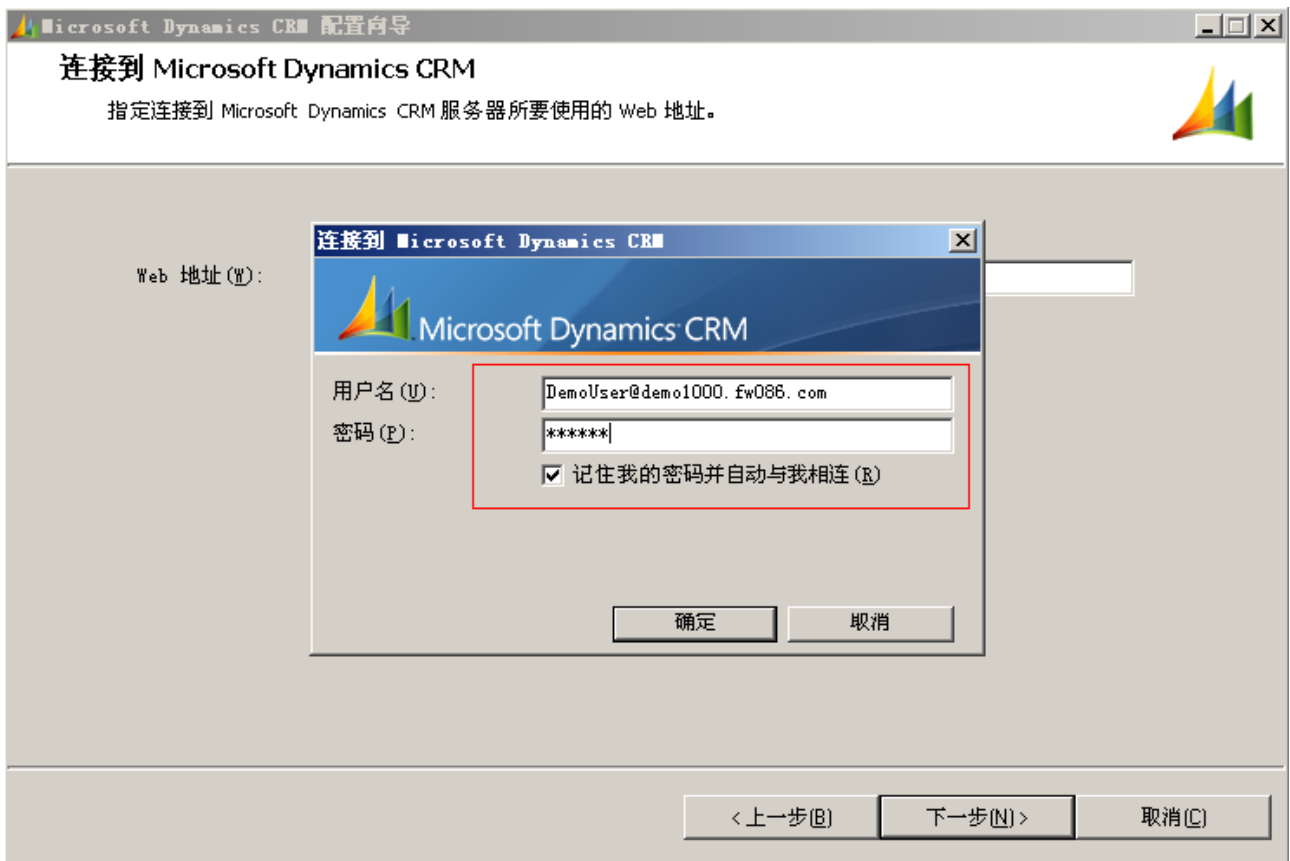 Microsoft Dynamics CRM 配置向导
连接到 Microsoft Dynamics CRM
指定连接到 Microsoft Dynamics CRM 服务器所要使用的 Web 地址。
连接到 Microsoft Dynamics CRM
Web 地址(W):
Microsoft Dynamics CRM
用户名(U):
DemoUser@demo1000.fw086.com
密码(P):
******
记住我的密码并自动与我相连(R)
确定
取消
<上一步(B)
下一步(N)>
取消(C)